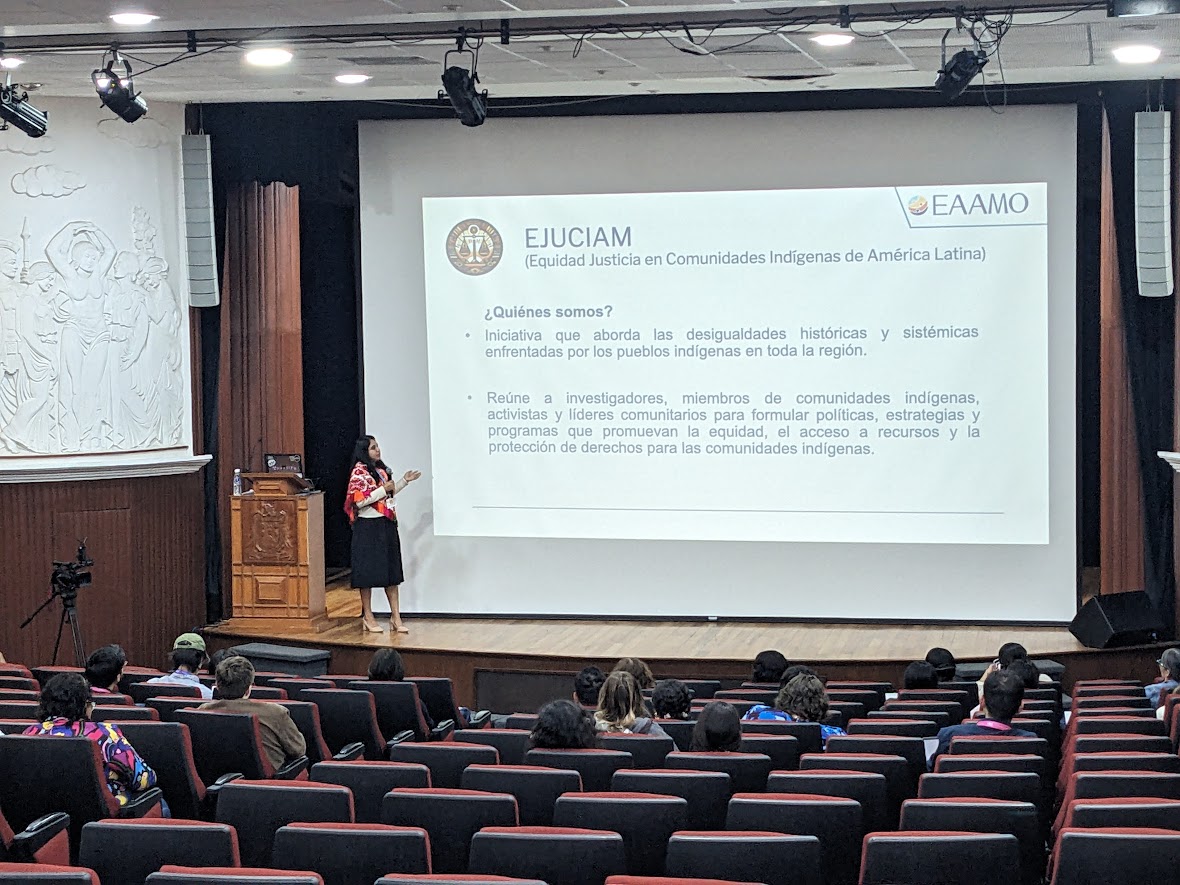 EAAMO
EJUCIAM
(Equidad Justicia en Comunidades Indígenas de América Latina)
¿Quiénes somos?
• Iniciativa que aborda las desigualdades históricas y sistémicas
enfrentadas por los pueblos indígenas en toda la región.
• Reúne a investigadores, miembros de comunidades indígenas,
activistas y líderes comunitarios para formular políticas, estrategias y
programas que promuevan la equidad, el acceso a recursos y la
protección de derechos para las comunidades indígenas.